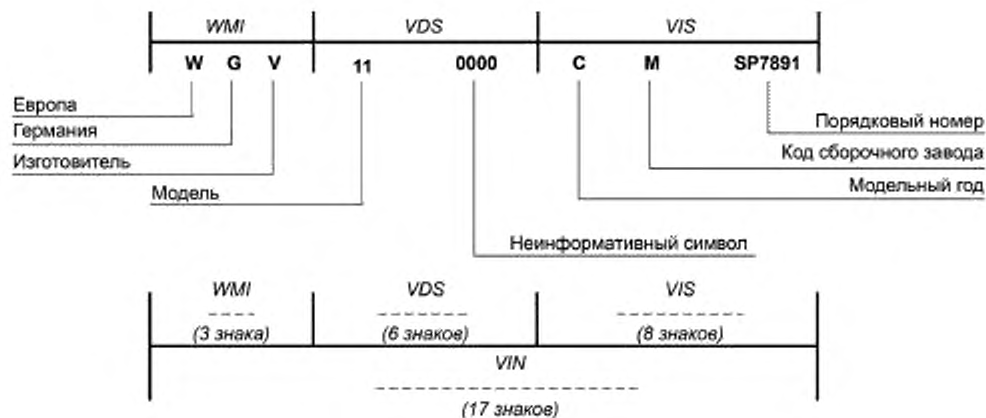 WMI VDS VIS
W G V 11 0000 C M SP7891
Европа
Порядковый номер
Германия
Код сборочного завода
Изготовитель
Модельный год
Модель
Неинформативный символ
WMI VDS VIS
(3 знака) (6 знаков) (8 знаков)
VIN
(17 знаков)